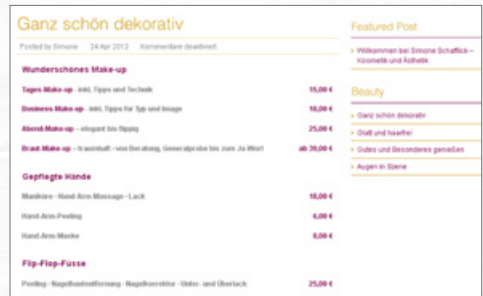 Ganz schön dekorativ
Posted by Simone 24 Apr 2012 Kommentare deaktiviert
Wunderschönes Make-up
Tages-Make-up - inkl. Tipps und Technik 15,00 €
Business-Make-up - inkl. Tipps für Typ und Image 18,00 €
Abend-Make-up - elegant bis flippig 25,00 €
Braut-Make-up - traumhaft - von Beratung, Generalprobe bis zum Ja-Wort ab 39,00 €
Gepflegte Hände
Maniküre - Hand-Arm-Massage - Lack 18,00 €
Hand-Arm-Peeling 6,00 €
Hand-Arm-Maske 8,00 €
Flip-Flop-Füsse
Peeling - Nagelhautentfernung - Nagelkorrektur - Unter- und Überlack 25,00 €
Featured Post
Willkommen bei Simone Schafflick –
Kosmetik und Ästhetik
Beauty
Ganz schön dekorativ
Glatt und haarfrei
Gutes und Besonderes genießen
Augen in Szene